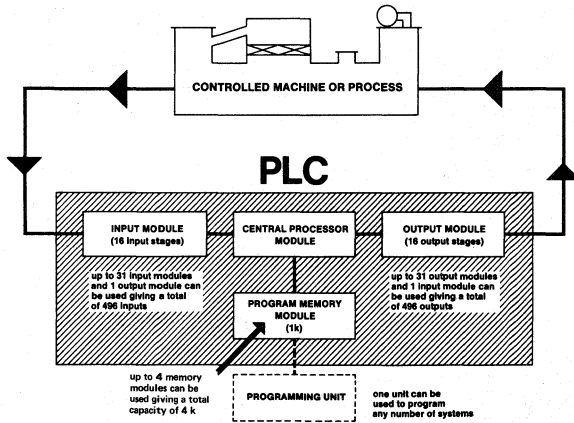 CONTROLLED MACHINE OR PROCESS
PLC
INPUT MODULE
(16 input stages)
CENTRAL PROCESSOR
MODULE
OUTPUT MODULE
(16 output stages)
up to 31 input modules
and 1 output module can
be used giving a total
of 496 inputs
up to 31 output modules
and 1 input module can
be used giving a total
of 496 outputs
PROGRAM MEMORY
MODULE
(1k)
up to 4 memory
modules can be
used giving a total
capacity of 4 k
PROGRAMMING UNIT
one unit can be
used to program
any number of systems